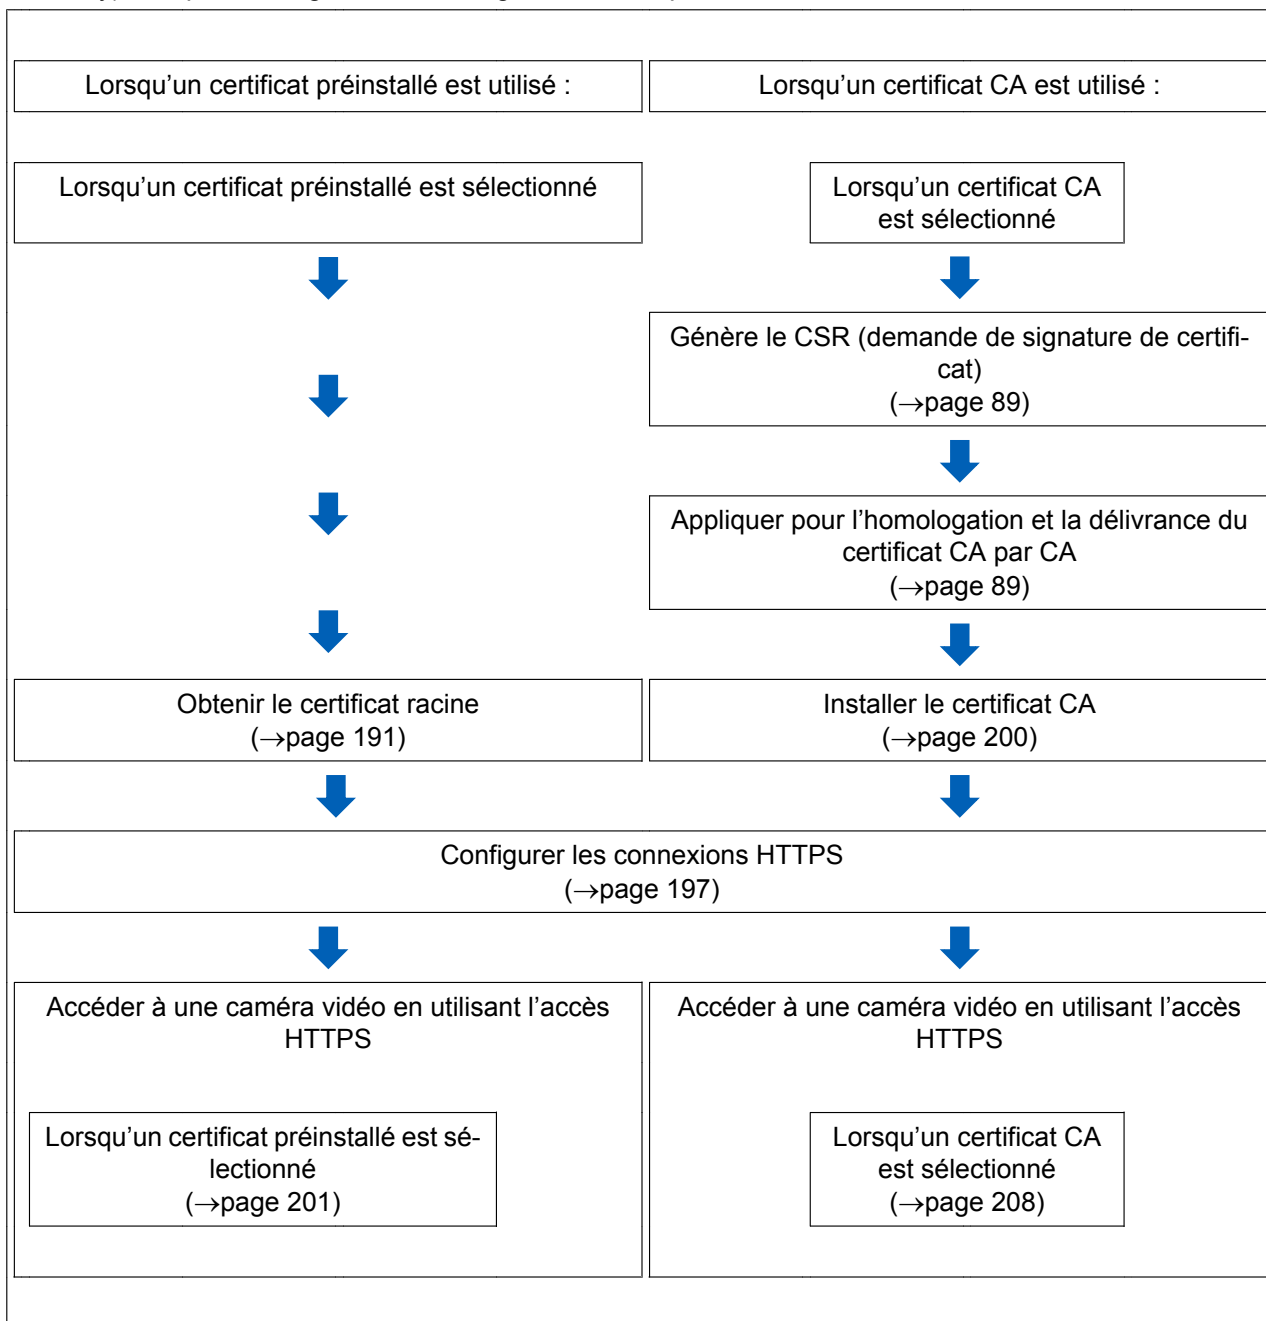 Lorsqu’un certificat préinstallé est utilisé :
Lorsqu’un certificat CA est utilisé :
Lorsqu’un certificat préinstallé est sélectionné
Lorsqu’un certificat CA
est sélectionné
Génère le CSR (demande de signature de certifi-
cat)
(→page 89)
Appliquer pour l’homologation et la délivrance du
certificat CA par CA
(→page 89)
Obtenir le certificat racine
(→page 191)
Installer le certificat CA
(→page 200)
Configurer les connexions HTTPS
(→page 197)
Accéder à une caméra vidéo en utilisant l’accès
HTTPS
Lorsqu’un certificat préinstallé est sé-
lectionné
(→page 201)
Accéder à une caméra vidéo en utilisant l’accès
HTTPS
Lorsqu’un certificat CA
est sélectionné
(→page 208)